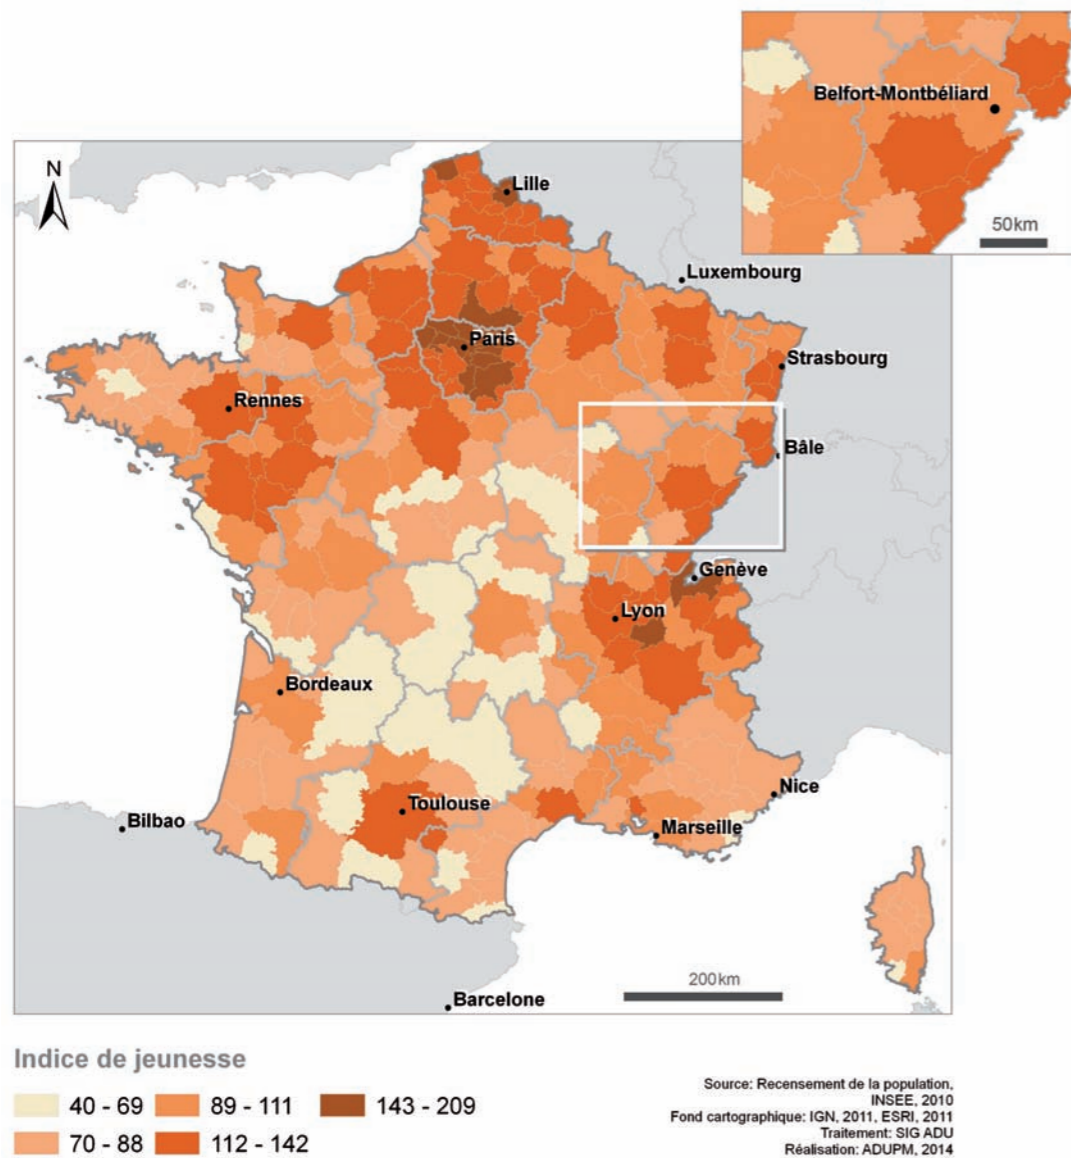 Belfort-Montbéliard
50km
N
Lille
Luxembourg
Paris
Strasbourg
Rennes
Bâle
Genève
Lyon
Bordeaux
Nice
Toulouse
Bilbao
Marseille
200km
Barcelone
Indice de jeunesse
40 - 69 89 - 111 143 - 209
70 - 88 112 - 142
Source: Recensement de la population,
INSEE, 2010
Fond cartographique: IGN, 2011, ESRI, 2011
Traitement: SIG ADU
Réalisation: ADUPM, 2014